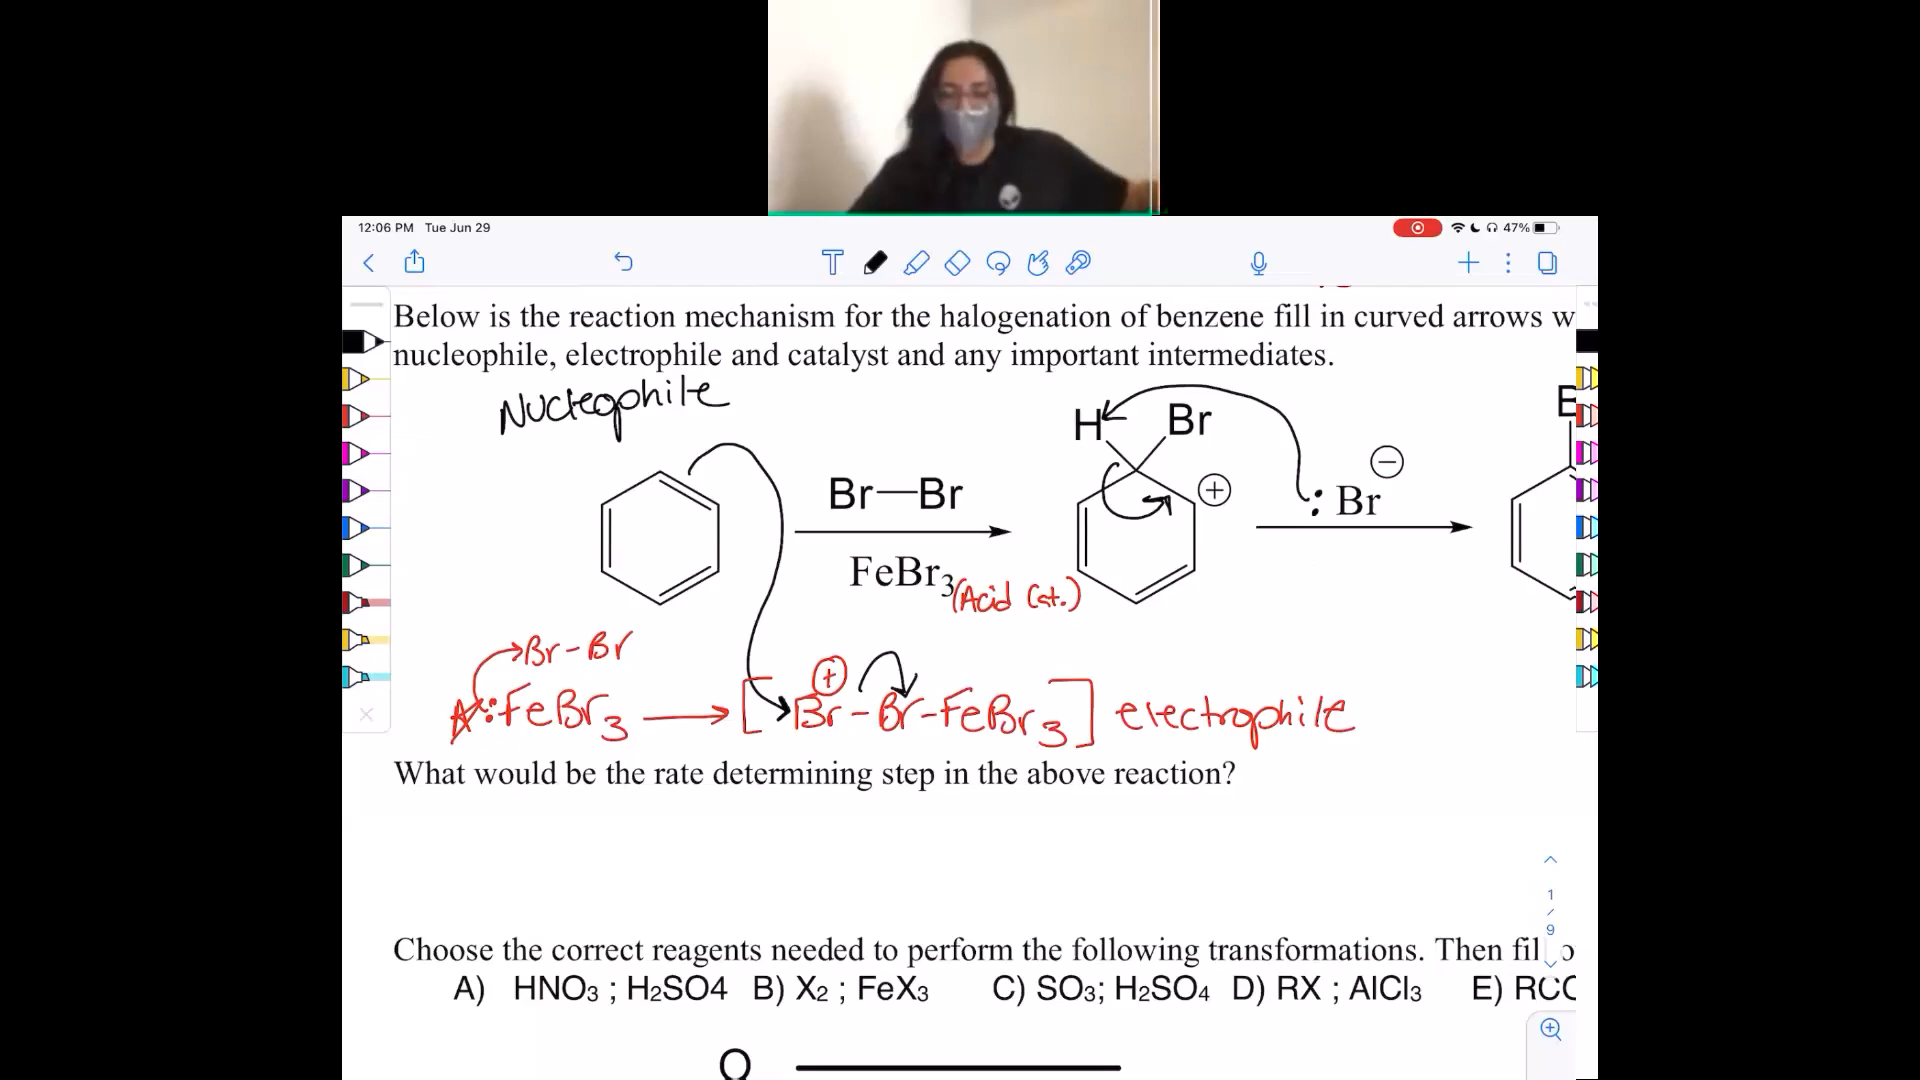 12:06 PM Tue Jun 29
47%
Below is the reaction mechanism for the halogenation of benzene fill in curved arrows w
nucleophile, electrophile and catalyst and any important intermediates.
Nucleophile
H Br
+ −
Br—Br
: Br
FeBr3 (Acid Cat.)
Br-Br
:FeBr3 → [Br-Br-FeBr3] electrophile
+
What would be the rate determining step in the above reaction?
1
/
9
Choose the correct reagents needed to perform the following transformations. Then fil
A) HNO3 ; H2SO4 B) X2 ; FeX3 C) SO3; H2SO4 D) RX ; AlCl3 E)
O